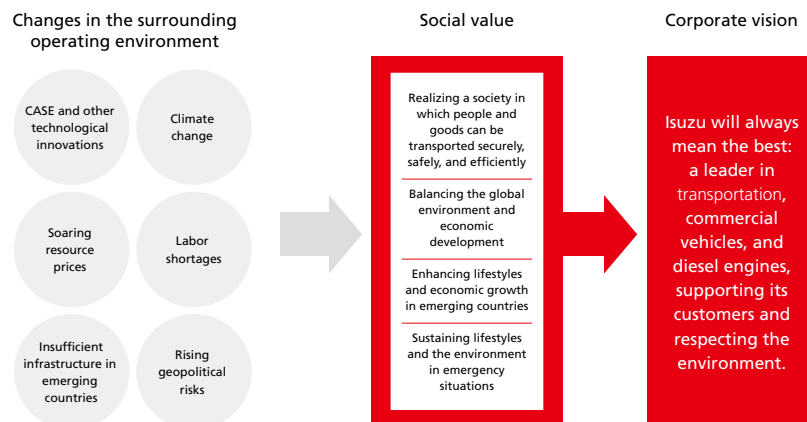 Changes in the surrounding
operating environment
CASE and other
technological
innovations
Climate
change
Soaring
resource
prices
Labor
shortages
Insufficient
infrastructure in
emerging
countries
Rising
geopolitical
risks
Social value
Realizing a society in
which people and
goods can be
transported securely,
safely, and efficiently
Balancing the global
environment and
economic
development
Enhancing lifestyles
and economic growth
in emerging countries
Sustaining lifestyles
and the environment
in emergency
situations
Corporate vision
Isuzu will always
mean the best:
a leader in
transportation,
commercial
vehicles, and
diesel engines,
supporting its
customers and
respecting the
environment.